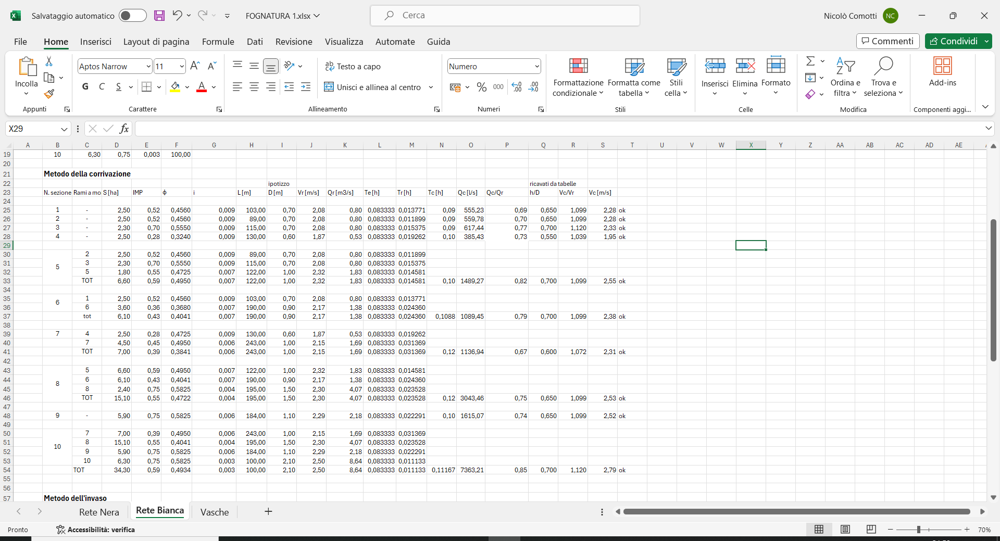 Salvataggio automatico FOGNATURA 1.xlsx Cerca Nicolò Comotti NC
File Home Inserisci Layout di pagina Formule Dati Revisione Visualizza Automate Guida Commenti Condividi
Incolla Aptos Narrow 11 Testo a capo Numero Formattazione condizionale Formatta come tabella Stili cella Inserisci Elimina Formato Ordina e filtra Trova e seleziona Add-ins
G C S Unisci e allinea al centro % 000
Appunti Carattere Allineamento Numeri Stili Celle Modifica Componenti aggi...
X29 fx
A B C D E F G H I J K L M N O P Q R S T U V W X Y Z AA AB AC AD AE
19 10 6,30 0,75 0,003 100,00
20
21 Metodo della corrivazione
22 ipotizzo ricavati da tabelle
23 N. sezione Rami a mo S [ha] IMP ϕ i L [m] D [m] Vr [m/s] Qr [m3/s] Te [h] Tr [h] Tc [h] Qc [l/s] Qc/Qr h/D Vc/Vr Vc [m/s]
24
25 1 - 2,50 0,52 0,4560 0,009 103,00 0,70 2,08 0,80 0,083333 0,013771 0,09 555,23 0,69 0,650 1,099 2,28 ok
26 2 - 2,50 0,52 0,4560 0,009 89,00 0,70 2,08 0,80 0,083333 0,011899 0,09 559,78 0,70 0,650 1,099 2,28 ok
27 3 - 2,30 0,70 0,5550 0,009 115,00 0,70 2,08 0,80 0,083333 0,015375 0,09 617,44 0,77 0,700 1,120 2,33 ok
28 4 - 2,50 0,28 0,3240 0,009 130,00 0,60 1,87 0,53 0,083333 0,019262 0,10 385,43 0,73 0,550 1,039 1,95 ok
29
30 2 2,50 0,52 0,4560 0,009 89,00 0,70 2,08 0,80 0,083333 0,011899
31 5 3 2,30 0,70 0,5550 0,009 115,00 0,70 2,08 0,80 0,083333 0,015375
32 5 1,80 0,55 0,4725 0,007 122,00 1,00 2,32 1,83 0,083333 0,014581
33 TOT 6,60 0,59 0,4950 0,007 122,00 1,00 2,32 1,83 0,083333 0,014581 0,10 1489,27 0,82 0,700 1,099 2,55 ok
34
35 6 1 2,50 0,52 0,4560 0,009 103,00 0,70 2,08 0,80 0,083333 0,013771
36 6 3,60 0,36 0,3680 0,007 190,00 0,90 2,17 1,38 0,083333 0,024360
37 tot 6,10 0,43 0,4041 0,007 190,00 0,90 2,17 1,38 0,083333 0,024360 0,1088 1089,45 0,79 0,700 1,099 2,38 ok
38
39 7 4 2,50 0,28 0,4725 0,009 130,00 0,60 1,87 0,53 0,083333 0,019262
40 7 4,50 0,45 0,4950 0,006 243,00 1,00 2,15 1,69 0,083333 0,031369
41 TOT 7,00 0,39 0,3841 0,006 243,00 1,00 2,15 1,69 0,083333 0,031369 0,12 1136,94 0,67 0,600 1,072 2,31 ok
42
43 5 6,60 0,59 0,4950 0,007 122,00 1,00 2,32 1,83 0,083333 0,014581
44 8 6 6,10 0,43 0,4041 0,007 190,00 0,90 2,17 1,38 0,083333 0,024360
45 8 2,40 0,75 0,5825 0,004 195,00 1,50 2,30 4,07 0,083333 0,023528
46 TOT 15,10 0,55 0,4722 0,004 195,00 1,50 2,30 4,07 0,083333 0,023528 0,12 3043,46 0,75 0,650 1,099 2,53 ok
47
48 9 - 5,90 0,75 0,5825 0,006 184,00 1,10 2,29 2,18 0,083333 0,022291 0,10 1615,07 0,74 0,650 1,099 2,52 ok
49
50 7 7,00 0,39 0,4950 0,006 243,00 1,00 2,15 1,69 0,083333 0,031369
51 10 8 15,10 0,55 0,4041 0,004 195,00 1,50 2,30 4,07 0,083333 0,023528
52 9 5,90 0,75 0,5825 0,006 184,00 1,10 2,29 2,18 0,083333 0,022291
53 10 6,30 0,75 0,5825 0,003 100,00 2,10 2,50 8,64 0,083333 0,011133
54 TOT 34,30 0,59 0,4934 0,003 100,00 2,10 2,50 8,64 0,083333 0,011133 0,11167 7363,21 0,85 0,700 1,120 2,79 ok
55
56
57 Metodo dell'invaso
Rete Nera Rete Bianca Vasche
Pronto Accessibilità: verifica 70%